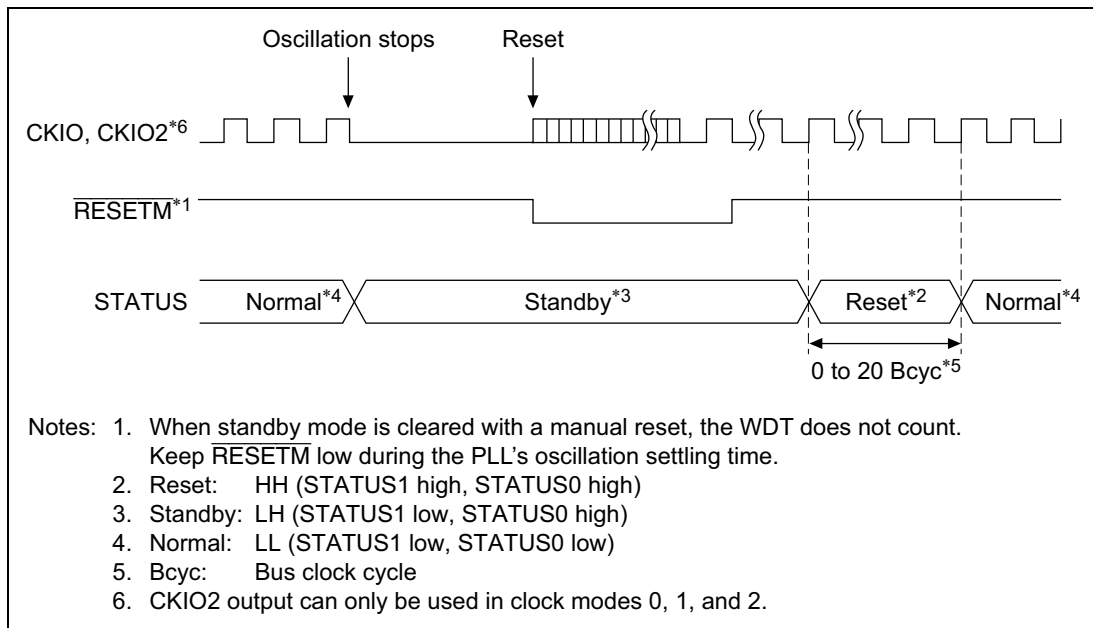 Oscillation stops Reset
CKIO, CKIO2*6
RESETM*1
STATUS Normal*4 Standby*3 Reset*2 Normal*4
0 to 20 Bcyc*5
Notes: 1. When standby mode is cleared with a manual reset, the WDT does not count.
Keep RESETM low during the PLL's oscillation settling time.
2. Reset: HH (STATUS1 high, STATUS0 high)
3. Standby: LH (STATUS1 low, STATUS0 high)
4. Normal: LL (STATUS1 low, STATUS0 low)
5. Bcyc: Bus clock cycle
6. CKIO2 output can only be used in clock modes 0, 1, and 2.